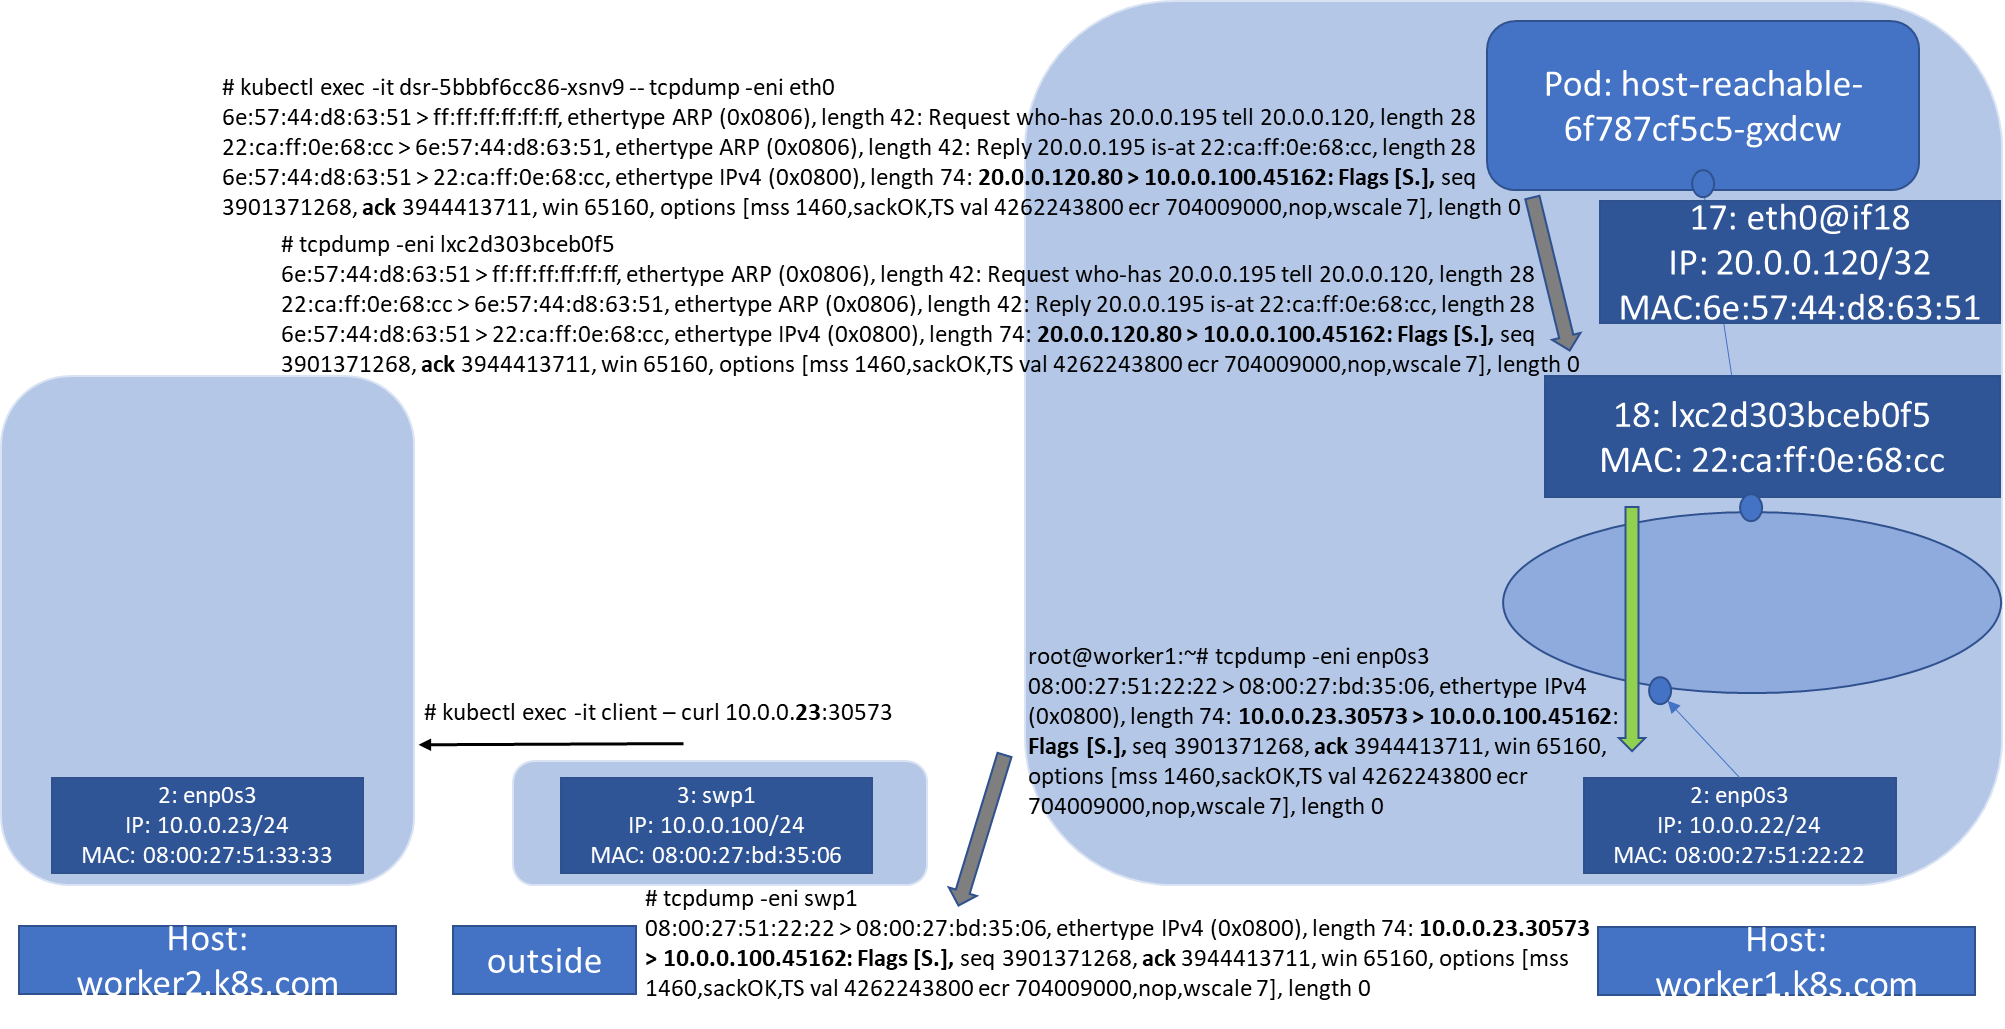 # kubectl exec -it dsr-5bbbf6cc86-xsnv9 -- tcpdump -eni eth0
6e:57:44:d8:63:51 > ff:ff:ff:ff:ff:ff, ethertype ARP (0x0806), length 42: Request who-has 20.0.0.195 tell 20.0.0.120, length 28
22:ca:ff:0e:68:cc > 6e:57:44:d8:63:51, ethertype ARP (0x0806), length 42: Reply 20.0.0.195 is-at 22:ca:ff:0e:68:cc, length 28
6e:57:44:d8:63:51 > 22:ca:ff:0e:68:cc, ethertype IPv4 (0x0800), length 74: 20.0.0.120.80 > 10.0.0.100.45162: Flags [S.], seq
3901371268, ack 3944413711, win 65160, options [mss 1460,sackOK,TS val 4262243800 ecr 704009000,nop,wscale 7], length 0
# tcpdump -eni lxc2d303bceb0f5
6e:57:44:d8:63:51 > ff:ff:ff:ff:ff:ff, ethertype ARP (0x0806), length 42: Request who-has 20.0.0.195 tell 20.0.0.120, length 28
22:ca:ff:0e:68:cc > 6e:57:44:d8:63:51, ethertype ARP (0x0806), length 42: Reply 20.0.0.195 is-at 22:ca:ff:0e:68:cc, length 28
6e:57:44:d8:63:51 > 22:ca:ff:0e:68:cc, ethertype IPv4 (0x0800), length 74: 20.0.0.120.80 > 10.0.0.100.45162: Flags [S.], seq
3901371268, ack 3944413711, win 65160, options [mss 1460,sackOK,TS val 4262243800 ecr 704009000,nop,wscale 7], length 0
Pod: host-reachable-
6f787cf5c5-gxdcw
17: eth0@if18
IP: 20.0.0.120/32
MAC:6e:57:44:d8:63:51
18: lxc2d303bceb0f5
MAC: 22:ca:ff:0e:68:cc
root@worker1:~# tcpdump -eni enp0s3
08:00:27:51:22:22 > 08:00:27:bd:35:06, ethertype IPv4
(0x0800), length 74: 10.0.0.23.30573 > 10.0.0.100.45162:
Flags [S.], seq 3901371268, ack 3944413711, win 65160,
options [mss 1460,sackOK,TS val 4262243800 ecr
704009000,nop,wscale 7], length 0
# kubectl exec -it client – curl 10.0.0.23:30573
2: enp0s3
IP: 10.0.0.23/24
MAC: 08:00:27:51:33:33
3: swp1
IP: 10.0.0.100/24
MAC: 08:00:27:bd:35:06
2: enp0s3
IP: 10.0.0.22/24
MAC: 08:00:27:51:22:22
# tcpdump -eni swp1
08:00:27:51:22:22 > 08:00:27:bd:35:06, ethertype IPv4 (0x0800), length 74: 10.0.0.23.30573
> 10.0.0.100.45162: Flags [S.], seq 3901371268, ack 3944413711, win 65160, options [mss
1460,sackOK,TS val 4262243800 ecr 704009000,nop,wscale 7], length 0
Host:
worker2.k8s.com
outside
Host:
worker1.k8s.com